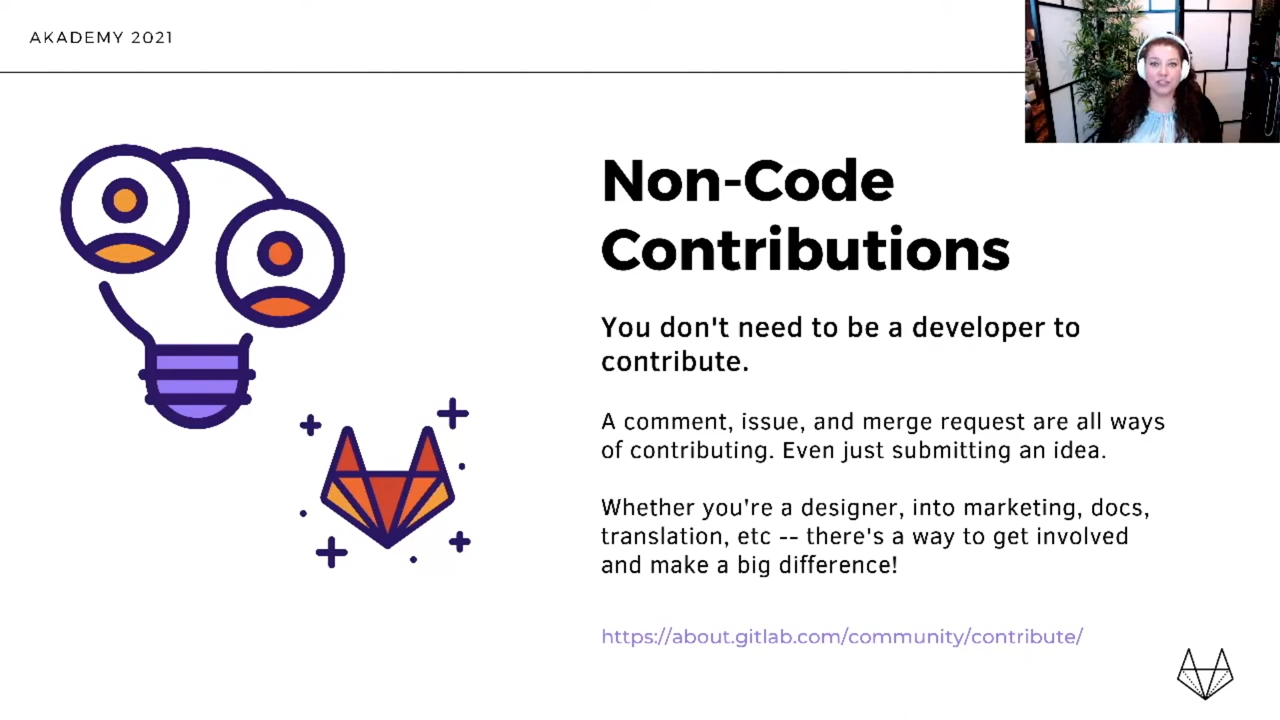 AKADEMY 2021
Non-Code
Contributions
You don't need to be a developer to
contribute.
A comment, issue, and merge request are all ways
of contributing. Even just submitting an idea.
Whether you're a designer, into marketing, docs,
translation, etc -- there's a way to get involved
and make a big difference!
https://about.gitlab.com/community/contribute/